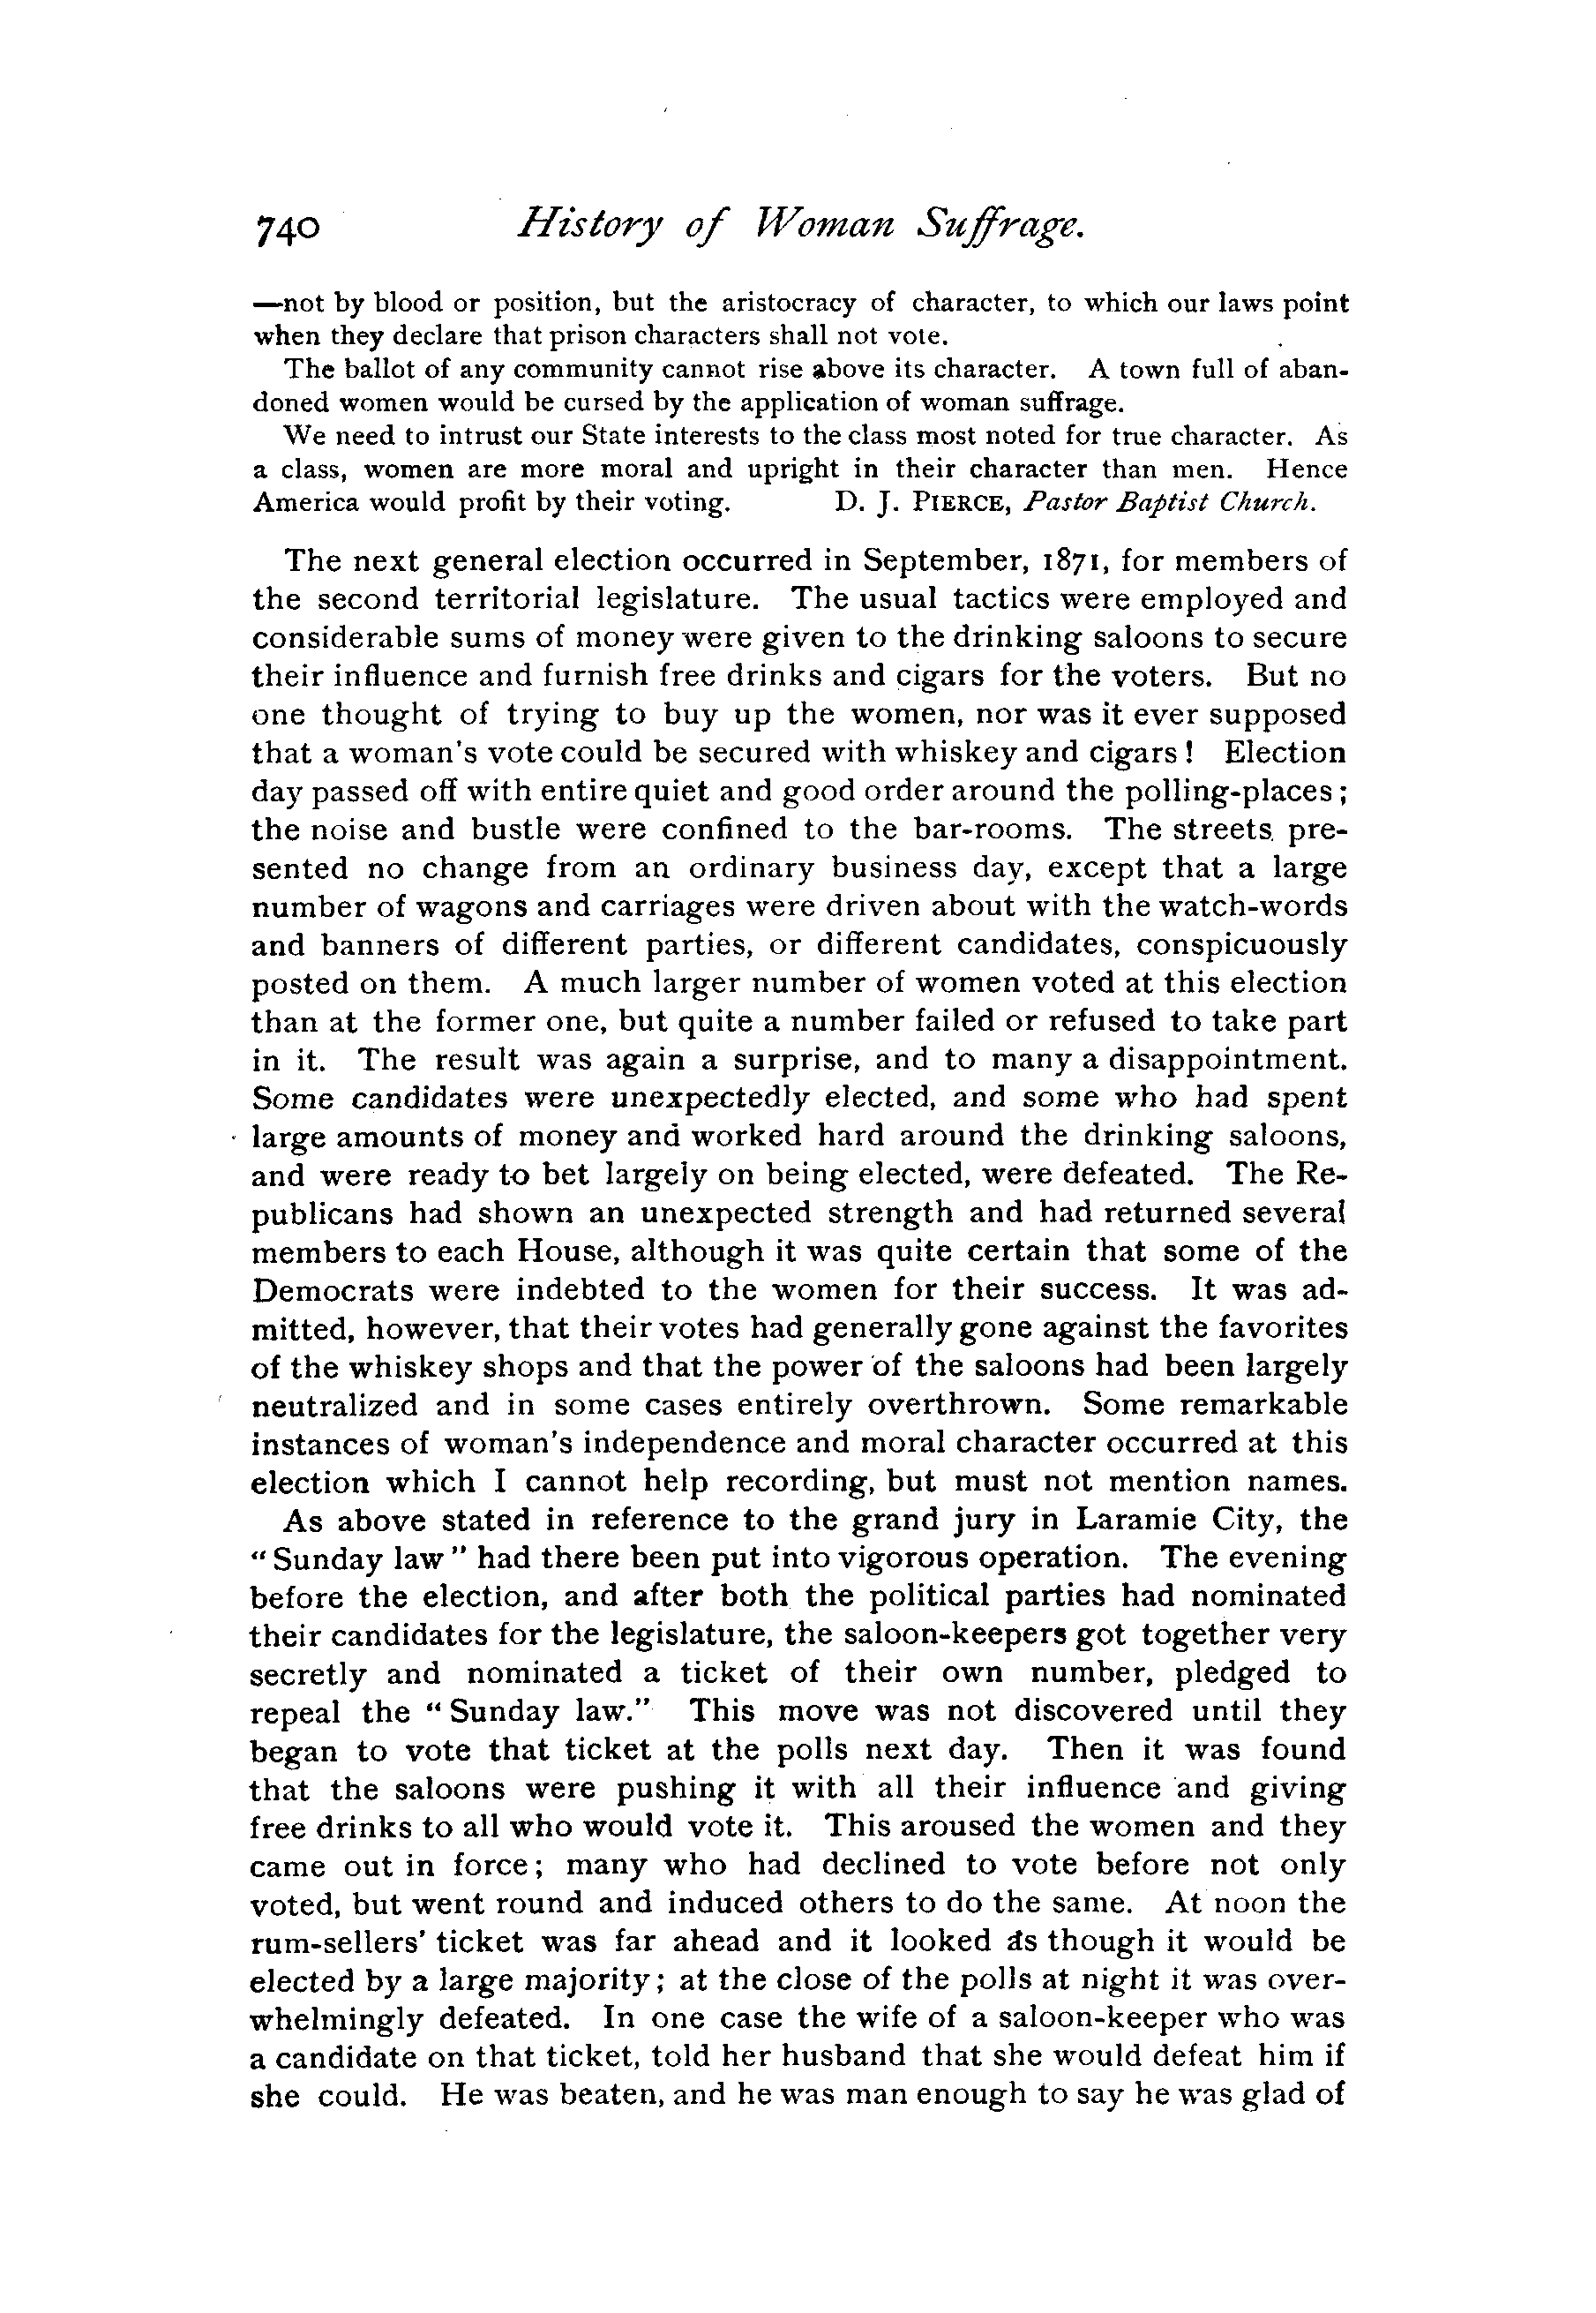 740 History of Woman Suffrage.
—not by blood or position, but the aristocracy of character, to which our laws point
when they declare that prison characters shall not vote.
The ballot of any community cannot rise above its character. A town full of aban-
doned women would be cursed by the application of woman suffrage.
We need to intrust our State interests to the class most noted for true character. As
a class, women are more moral and upright in their character than men. Hence
America would profit by their voting. D. J. PIERCE, Pastor Baptist Church.
The next general election occurred in September, 1871, for members of
the second territorial legislature. The usual tactics were employed and
considerable sums of money were given to the drinking saloons to secure
their influence and furnish free drinks and cigars for the voters. But no
one thought of trying to buy up the women, nor was it ever supposed
that a woman's vote could be secured with whiskey and cigars! Election
day passed off with entire quiet and good order around the polling-places;
the noise and bustle were confined to the bar-rooms. The streets pre-
sented no change from an ordinary business day, except that a large
number of wagons and carriages were driven about with the watch-words
and banners of different parties, or different candidates, conspicuously
posted on them. A much larger number of women voted at this election
than at the former one, but quite a number failed or refused to take part
in it. The result was again a surprise, and to many a disappointment.
Some candidates were unexpectedly elected, and some who had spent
large amounts of money and worked hard around the drinking saloons,
and were ready to bet largely on being elected, were defeated. The Re-
publicans had shown an unexpected strength and had returned several
members to each House, although it was quite certain that some of the
Democrats were indebted to the women for their success. It was ad-
mitted, however, that their votes had generally gone against the favorites
of the whiskey shops and that the power of the saloons had been largely
neutralized and in some cases entirely overthrown. Some remarkable
instances of woman's independence and moral character occurred at this
election which I cannot help recording, but must not mention names.
As above stated in reference to the grand jury in Laramie City, the
"Sunday law" had there been put into vigorous operation. The evening
before the election, and after both the political parties had nominated
their candidates for the legislature, the saloon-keepers got together very
secretly and nominated a ticket of their own number, pledged to
repeal the "Sunday law." This move was not discovered until they
began to vote that ticket at the polls next day. Then it was found
that the saloons were pushing it with all their influence and giving
free drinks to all who would vote it. This aroused the women and they
came out in force; many who had declined to vote before not only
voted, but went round and induced others to do the same. At noon the
rum-sellers' ticket was far ahead and it looked as though it would be
elected by a large majority; at the close of the polls at night it was over-
whelmingly defeated. In one case the wife of a saloon-keeper who was
a candidate on that ticket, told her husband that she would defeat him if
she could. He was beaten, and he was man enough to say he was glad of